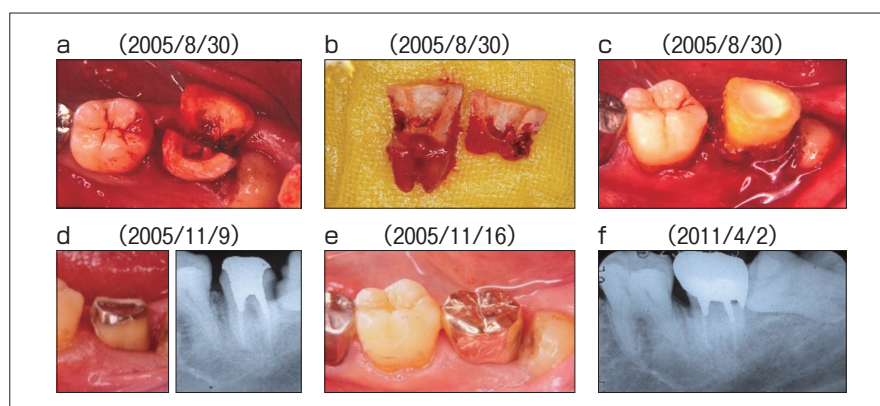 a (2005/8/30)
b (2005/8/30)
c (2005/8/30)
d (2005/11/9)
e (2005/11/16)
f (2011/4/2)